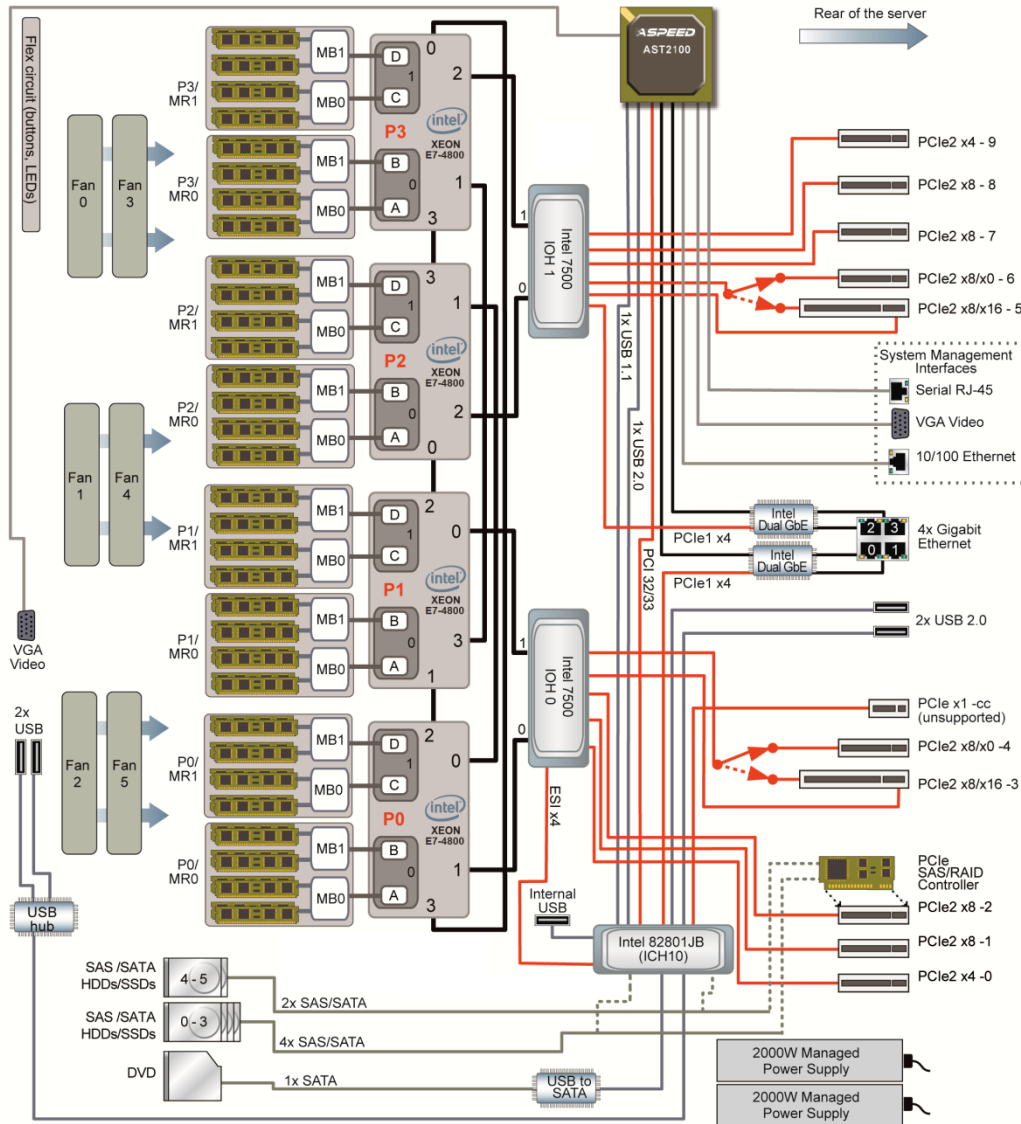 Rear of the server
Flex circuit (buttons, LEDs)
ASPEED
AST2100
P3/
MR1
MB1
MB0
D
1
C
0
2
P3
intel
XEON
E7-4800
P3/
MR0
MB1
MB0
B
0
A
1
3
Fan
0
Fan
3
P2/
MR1
MB1
MB0
D
1
C
3
1
P2
intel
XEON
E7-4800
P2/
MR0
MB1
MB0
B
0
A
2
0
Fan
1
Fan
4
P1/
MR1
MB1
MB0
D
1
C
2
0
P1
intel
XEON
E7-4800
P1/
MR0
MB1
MB0
B
0
A
3
1
VGA
Video
2x
USB
Fan
2
Fan
5
P0/
MR1
MB1
MB0
D
1
C
2
0
P0
intel
XEON
E7-4800
P0/
MR0
MB1
MB0
B
0
A
1
3
USB
hub
1
0
Intel 7500
IOH 1
PCIe2 x4 - 9
PCIe2 x8 - 8
PCIe2 x8 - 7
PCIe2 x8/x0 - 6
PCIe2 x8/x16 - 5
1x USB 1.1
1x USB 2.0
PCI 32/33
System Management
Interfaces
Serial RJ-45
VGA Video
10/100 Ethernet
Intel
Dual GbE
PCIe1 x4
Intel
Dual GbE
PCIe1 x4
2 3
0 1
4x Gigabit
Ethernet
2x USB 2.0
1
0
Intel 7500
IOH 0
PCIe x1 -cc
(unsupported)
PCIe2 x8/x0 -4
PCIe2 x8/x16 -3
ESI x4
PCIe
SAS/RAID
Controller
PCIe2 x8 -2
PCIe2 x8 -1
PCIe2 x4 -0
Internal
USB
Intel 82801JB
(ICH10)
SAS /SATA
HDDs/SSDs
4 - 5
2x SAS/SATA
SAS /SATA
HDDs/SSDs
0 - 3
4x SAS/SATA
DVD
1x SATA
USB to
SATA
2000W Managed
Power Supply
2000W Managed
Power Supply